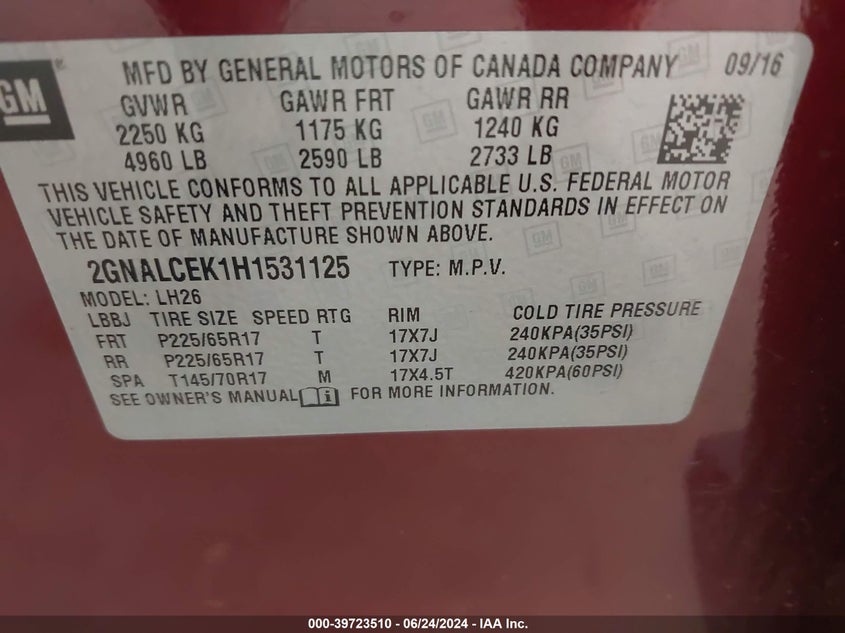 GM®
MFD BY GENERAL MOTORS OF CANADA COMPANY 09/16
GVWR GAWR FRT GAWR RR
2250 KG 1175 KG 1240 KG
4960 LB 2590 LB 2733 LB
THIS VEHICLE CONFORMS TO ALL APPLICABLE U.S. FEDERAL MOTOR
VEHICLE SAFETY AND THEFT PREVENTION STANDARDS IN EFFECT ON
THE DATE OF MANUFACTURE SHOWN ABOVE.
2GNALCEK1H1531125 TYPE: M.P.V.
MODEL: LH26
LBBJ TIRE SIZE SPEED RTG RIM COLD TIRE PRESSURE
FRT P225/65R17 T 17X7J 240KPA(35PSI)
RR P225/65R17 T 17X7J 240KPA(35PSI)
SPA T145/70R17 M 17X4.5T 420KPA(60PSI)
SEE OWNER'S MANUAL i FOR MORE INFORMATION.
000-39723510 - 06/24/2024 - IAA Inc.